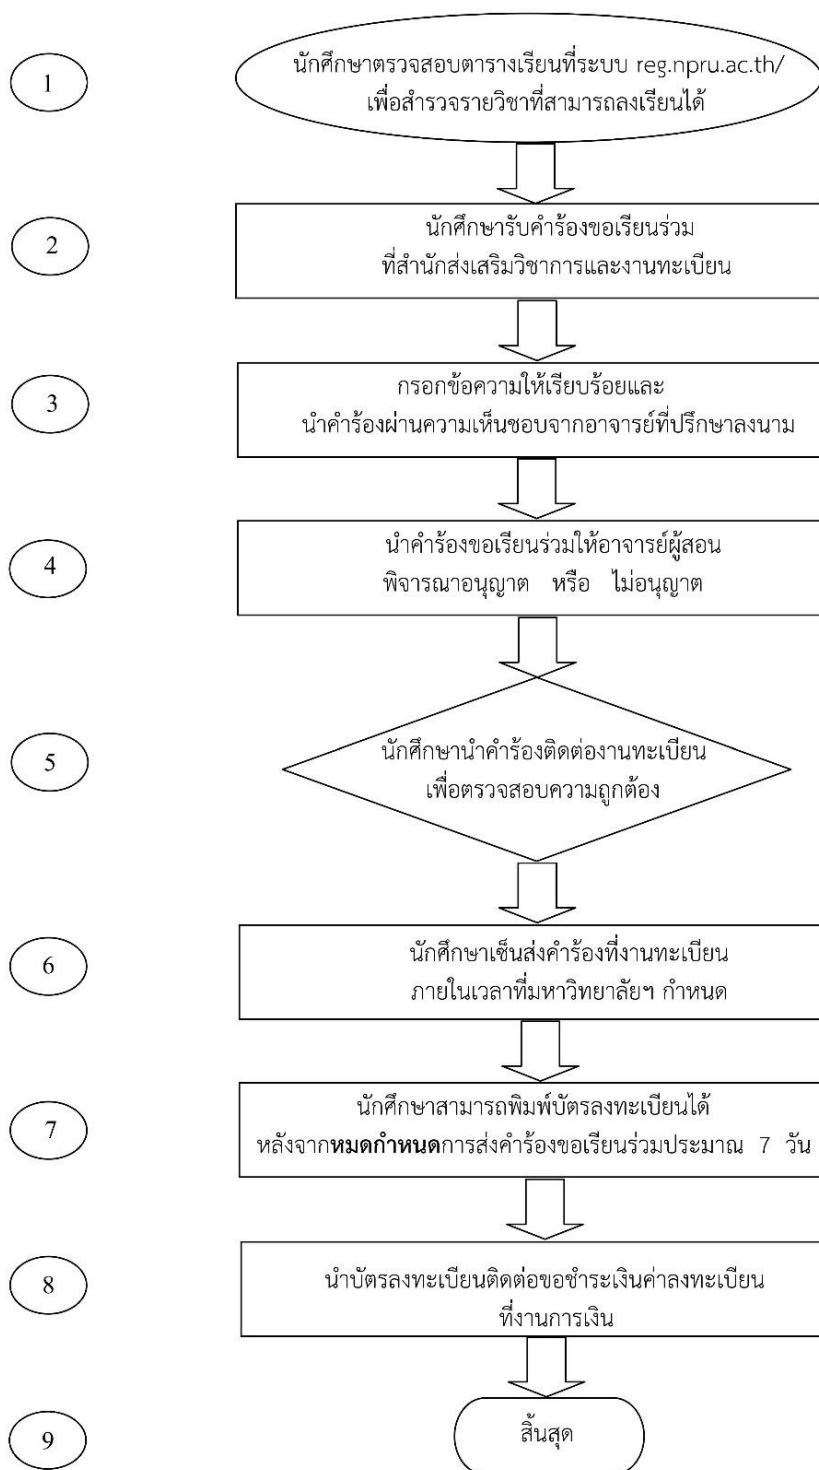 1
นักศึกษาตรวจสอบตารางเรียนที่ระบบ reg.npru.ac.th/
เพื่อสำรวจรายวิชาที่สามารถลงเรียนได้
2
นักศึกษารับคำร้องขอเรียนร่วม
ที่สำนักส่งเสริมวิชาการและงานทะเบียน
3
กรอกข้อความให้เรียบร้อยและ
นำคำร้องผ่านความเห็นชอบจากอาจารย์ที่ปรึกษาลงนาม
4
นำคำร้องขอเรียนร่วมให้อาจารย์ผู้สอน
พิจารณาอนุญาต หรือ ไม่อนุญาต
5
นักศึกษานำคำร้องติดต่องานทะเบียน
เพื่อตรวจสอบความถูกต้อง
6
นักศึกษาเซ็นส่งคำร้องที่งานทะเบียน
ภายในเวลาที่มหาวิทยาลัยฯ กำหนด
7
นักศึกษาสามารถพิมพ์บัตรลงทะเบียนได้
หลังจากหมดกำหนดการส่งคำร้องขอเรียนร่วมประมาณ 7 วัน
8
นำบัตรลงทะเบียนติดต่อขอชำระเงินค่าลงทะเบียน
ที่งานการเงิน
9
สิ้นสุด